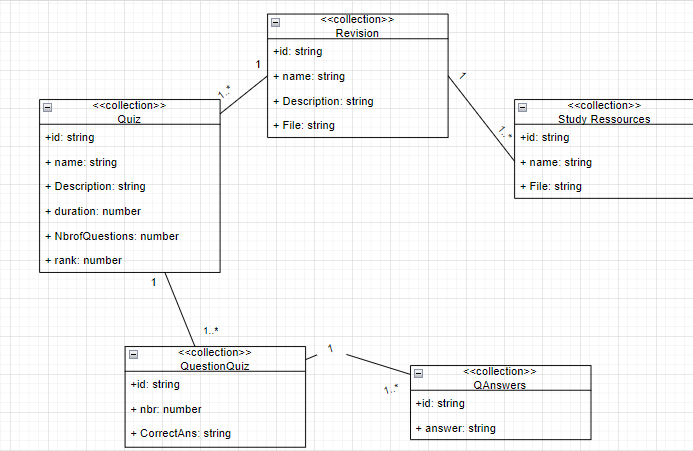 <<collection>>
Revision
+id: string
+ name: string
+ Description: string
+ File: string
1
1..*
1
1..*
<<collection>>
Quiz
+id: string
+ name: string
+ Description: string
+ duration: number
+ NbrofQuestions: number
+ rank: number
<<collection>>
Study Ressources
+id: string
+ name: string
+ File: string
1
1..*
<<collection>>
QuestionQuiz
+id: string
+ nbr: number
+ CorrectAns: string
1
1..*
<<collection>>
QAnswers
+id: string
+ answer: string